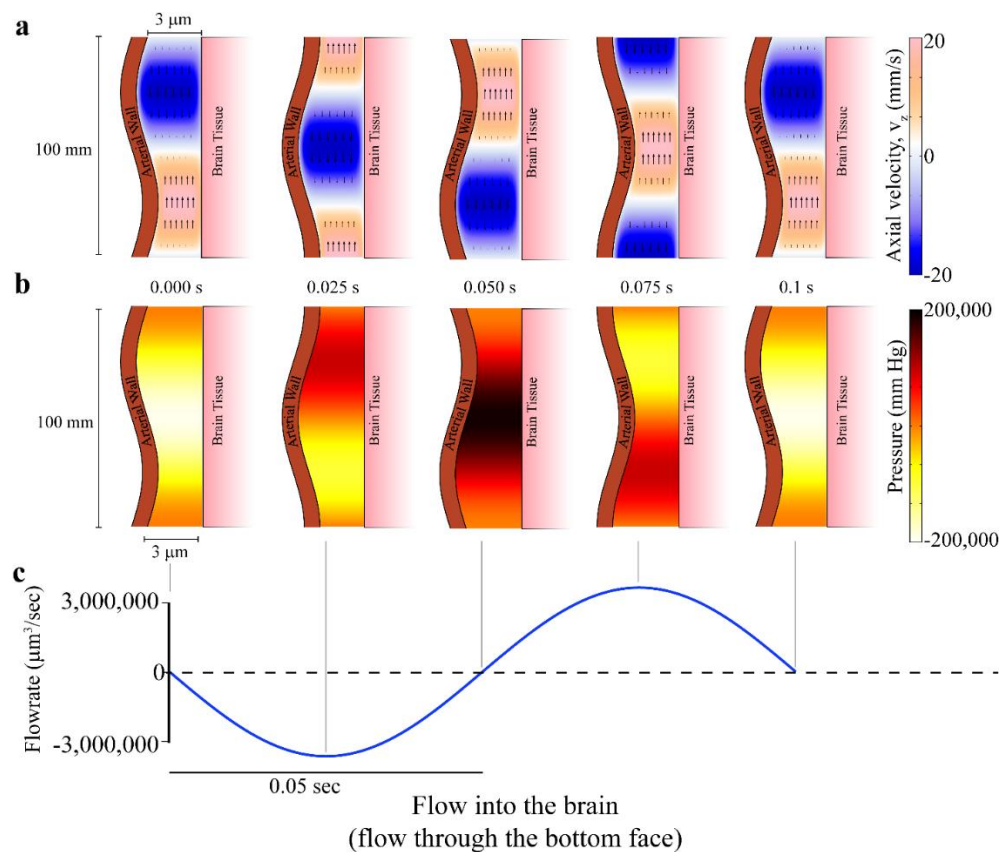 a
3 μm
100 mm
Arterial Wall
Brain Tissue
Arterial Wall
Brain Tissue
Arterial Wall
Brain Tissue
Arterial Wall
Brain Tissue
Arterial Wall
Brain Tissue
20
0
-20
Axial velocity, v_z (mm/s)
b
0.000 s
0.025 s
0.050 s
0.075 s
0.1 s
100 mm
Arterial Wall
Brain Tissue
Arterial Wall
Brain Tissue
Arterial Wall
Brain Tissue
Arterial Wall
Brain Tissue
Arterial Wall
Brain Tissue
200,000
-200,000
Pressure (mm Hg)
3 μm
c
3,000,000
0
-3,000,000
Flowrate (μm³/sec)
0.05 sec
Flow into the brain
(flow through the bottom face)